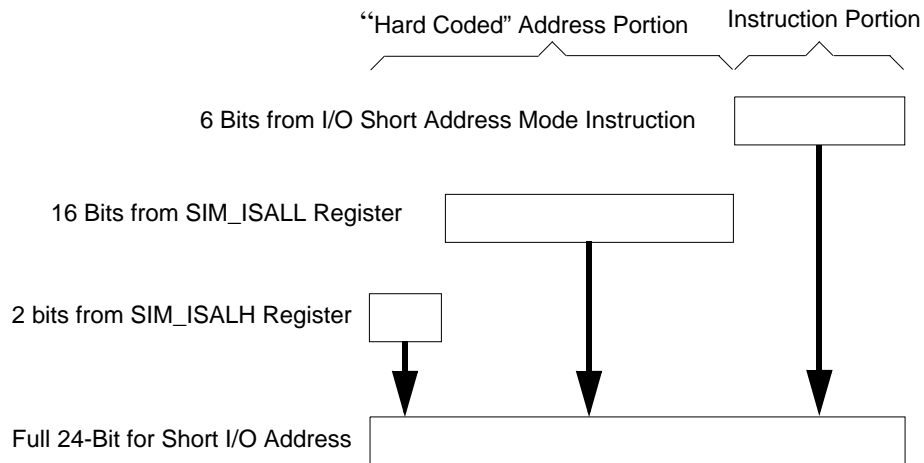 “Hard Coded” Address Portion
Instruction Portion
6 Bits from I/O Short Address Mode Instruction
16 Bits from SIM_ISALL Register
2 bits from SIM_ISALH Register
Full 24-Bit for Short I/O Address